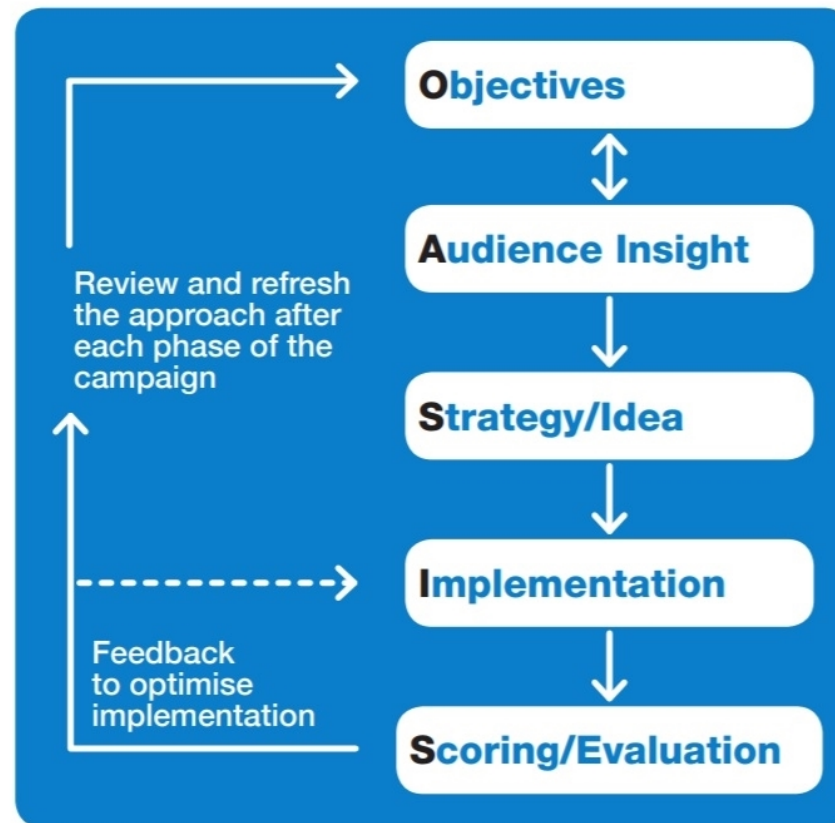 Objectives
Audience Insight
Review and refresh
the approach after
each phase of the
campaign
Strategy/Idea
Implementation
Feedback
to optimise
implementation
Scoring/Evaluation